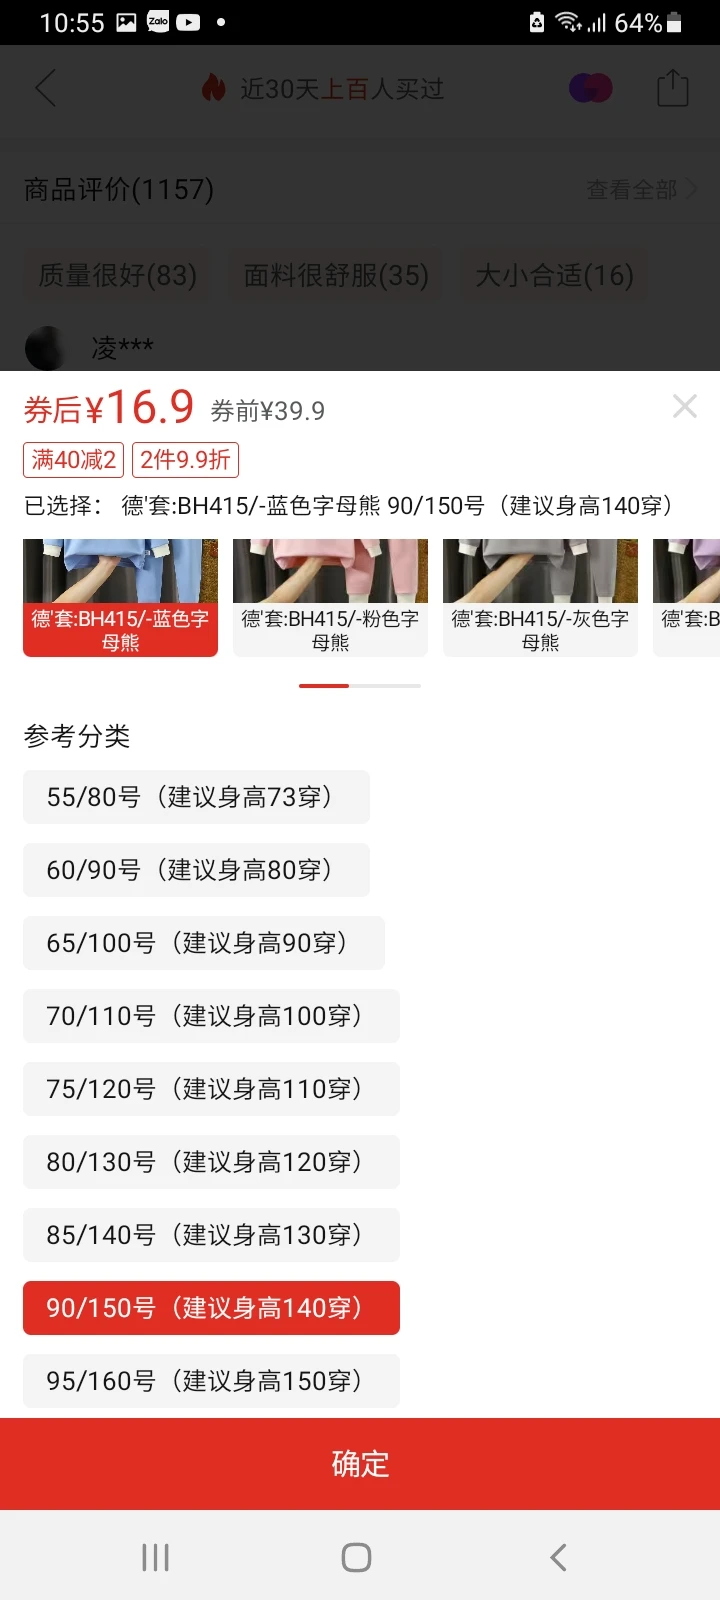 10:55 Zalo 64%
近30天上百人买过
商品评价(1157) 查看全部
质量很好(83) 面料很舒服(35) 大小合适(16)
凌***
券后¥16.9 券前¥39.9
满40减2 2件9.9折
已选择： 德'套:BH415/-蓝色字母熊 90/150号（建议身高140穿）
德'套:BH415/-蓝色字母熊
德'套:BH415/-粉色字母熊
德'套:BH415/-灰色字母熊
德'套:B
参考分类
55/80号（建议身高73穿）
60/90号（建议身高80穿）
65/100号（建议身高90穿）
70/110号（建议身高100穿）
75/120号（建议身高110穿）
80/130号（建议身高120穿）
85/140号（建议身高130穿）
90/150号（建议身高140穿）
95/160号（建议身高150穿）
确定